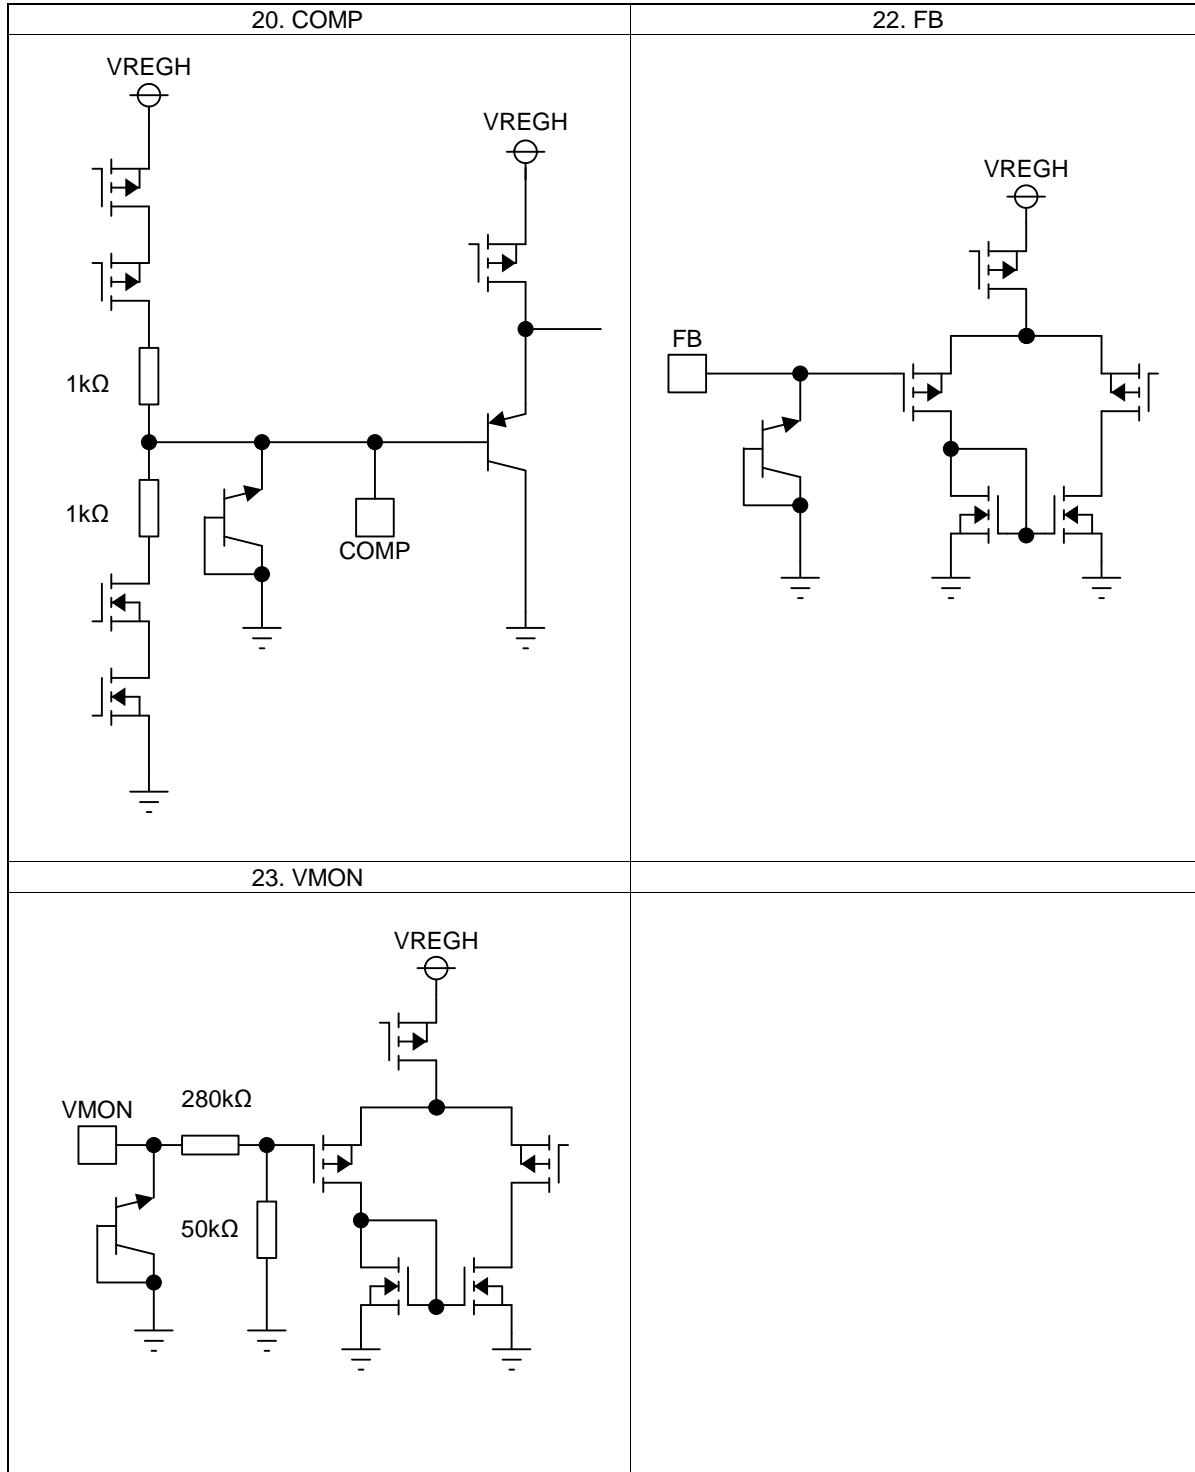 20. COMP
VREGH
VREGH
1kΩ
1kΩ
COMP
22. FB
VREGH
FB
23. VMON
VREGH
VMON
280kΩ
50kΩ